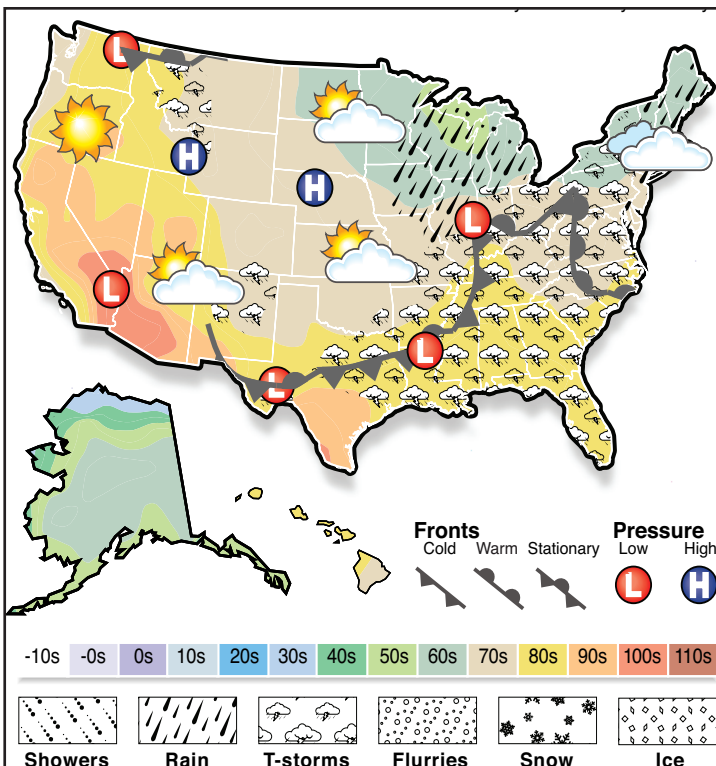 L
H
H
L
L
L
L
Fronts Pressure
Cold Warm Stationary Low High
L H
-10s -0s 0s 10s 20s 30s 40s 50s 60s 70s 80s 90s 100s 110s
Showers Rain T-storms Flurries Snow Ice